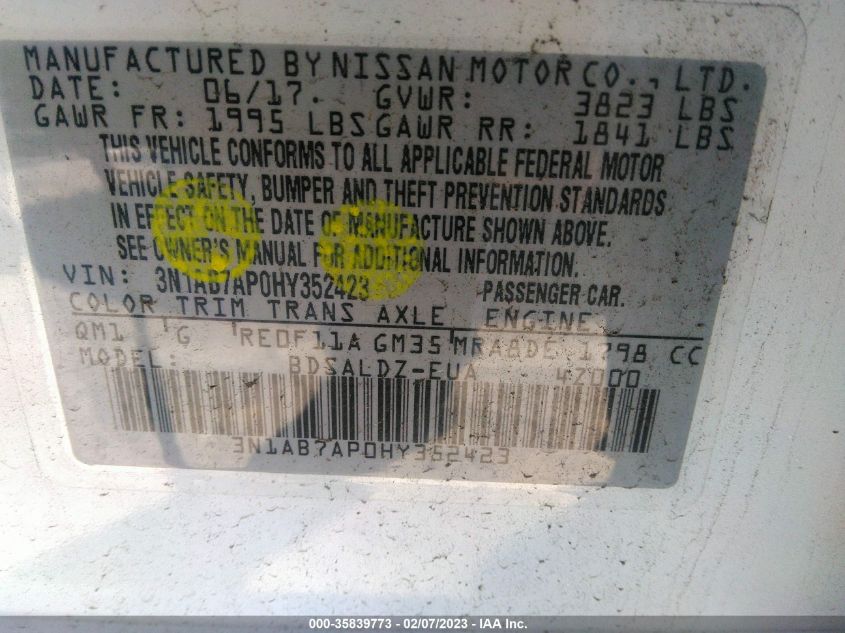 MANUFACTURED BY NISSAN MOTOR CO., LTD.
DATE: 06/17. GVWR: 3823 LBS
GAWR FR: 1995 LBS GAWR RR: 1841 LBS
THIS VEHICLE CONFORMS TO ALL APPLICABLE FEDERAL MOTOR
VEHICLE SAFETY, BUMPER AND THEFT PREVENTION STANDARDS
IN EFFECT ON THE DATE OF MANUFACTURE SHOWN ABOVE.
SEE OWNER'S MANUAL FOR ADDITIONAL INFORMATION.
VIN: 3N1AB7AP0HY352423 PASSENGER CAR.
COLOR TRIM TRANS AXLE ENGINE
QM1 G RE0F11A GM35 MRA8DE 1798 CC
MODEL: BDSALDZ-EUA 4Z000
3N1AB7AP0HY352423
000-35839773 — 02/07/2023 — IAA Inc.